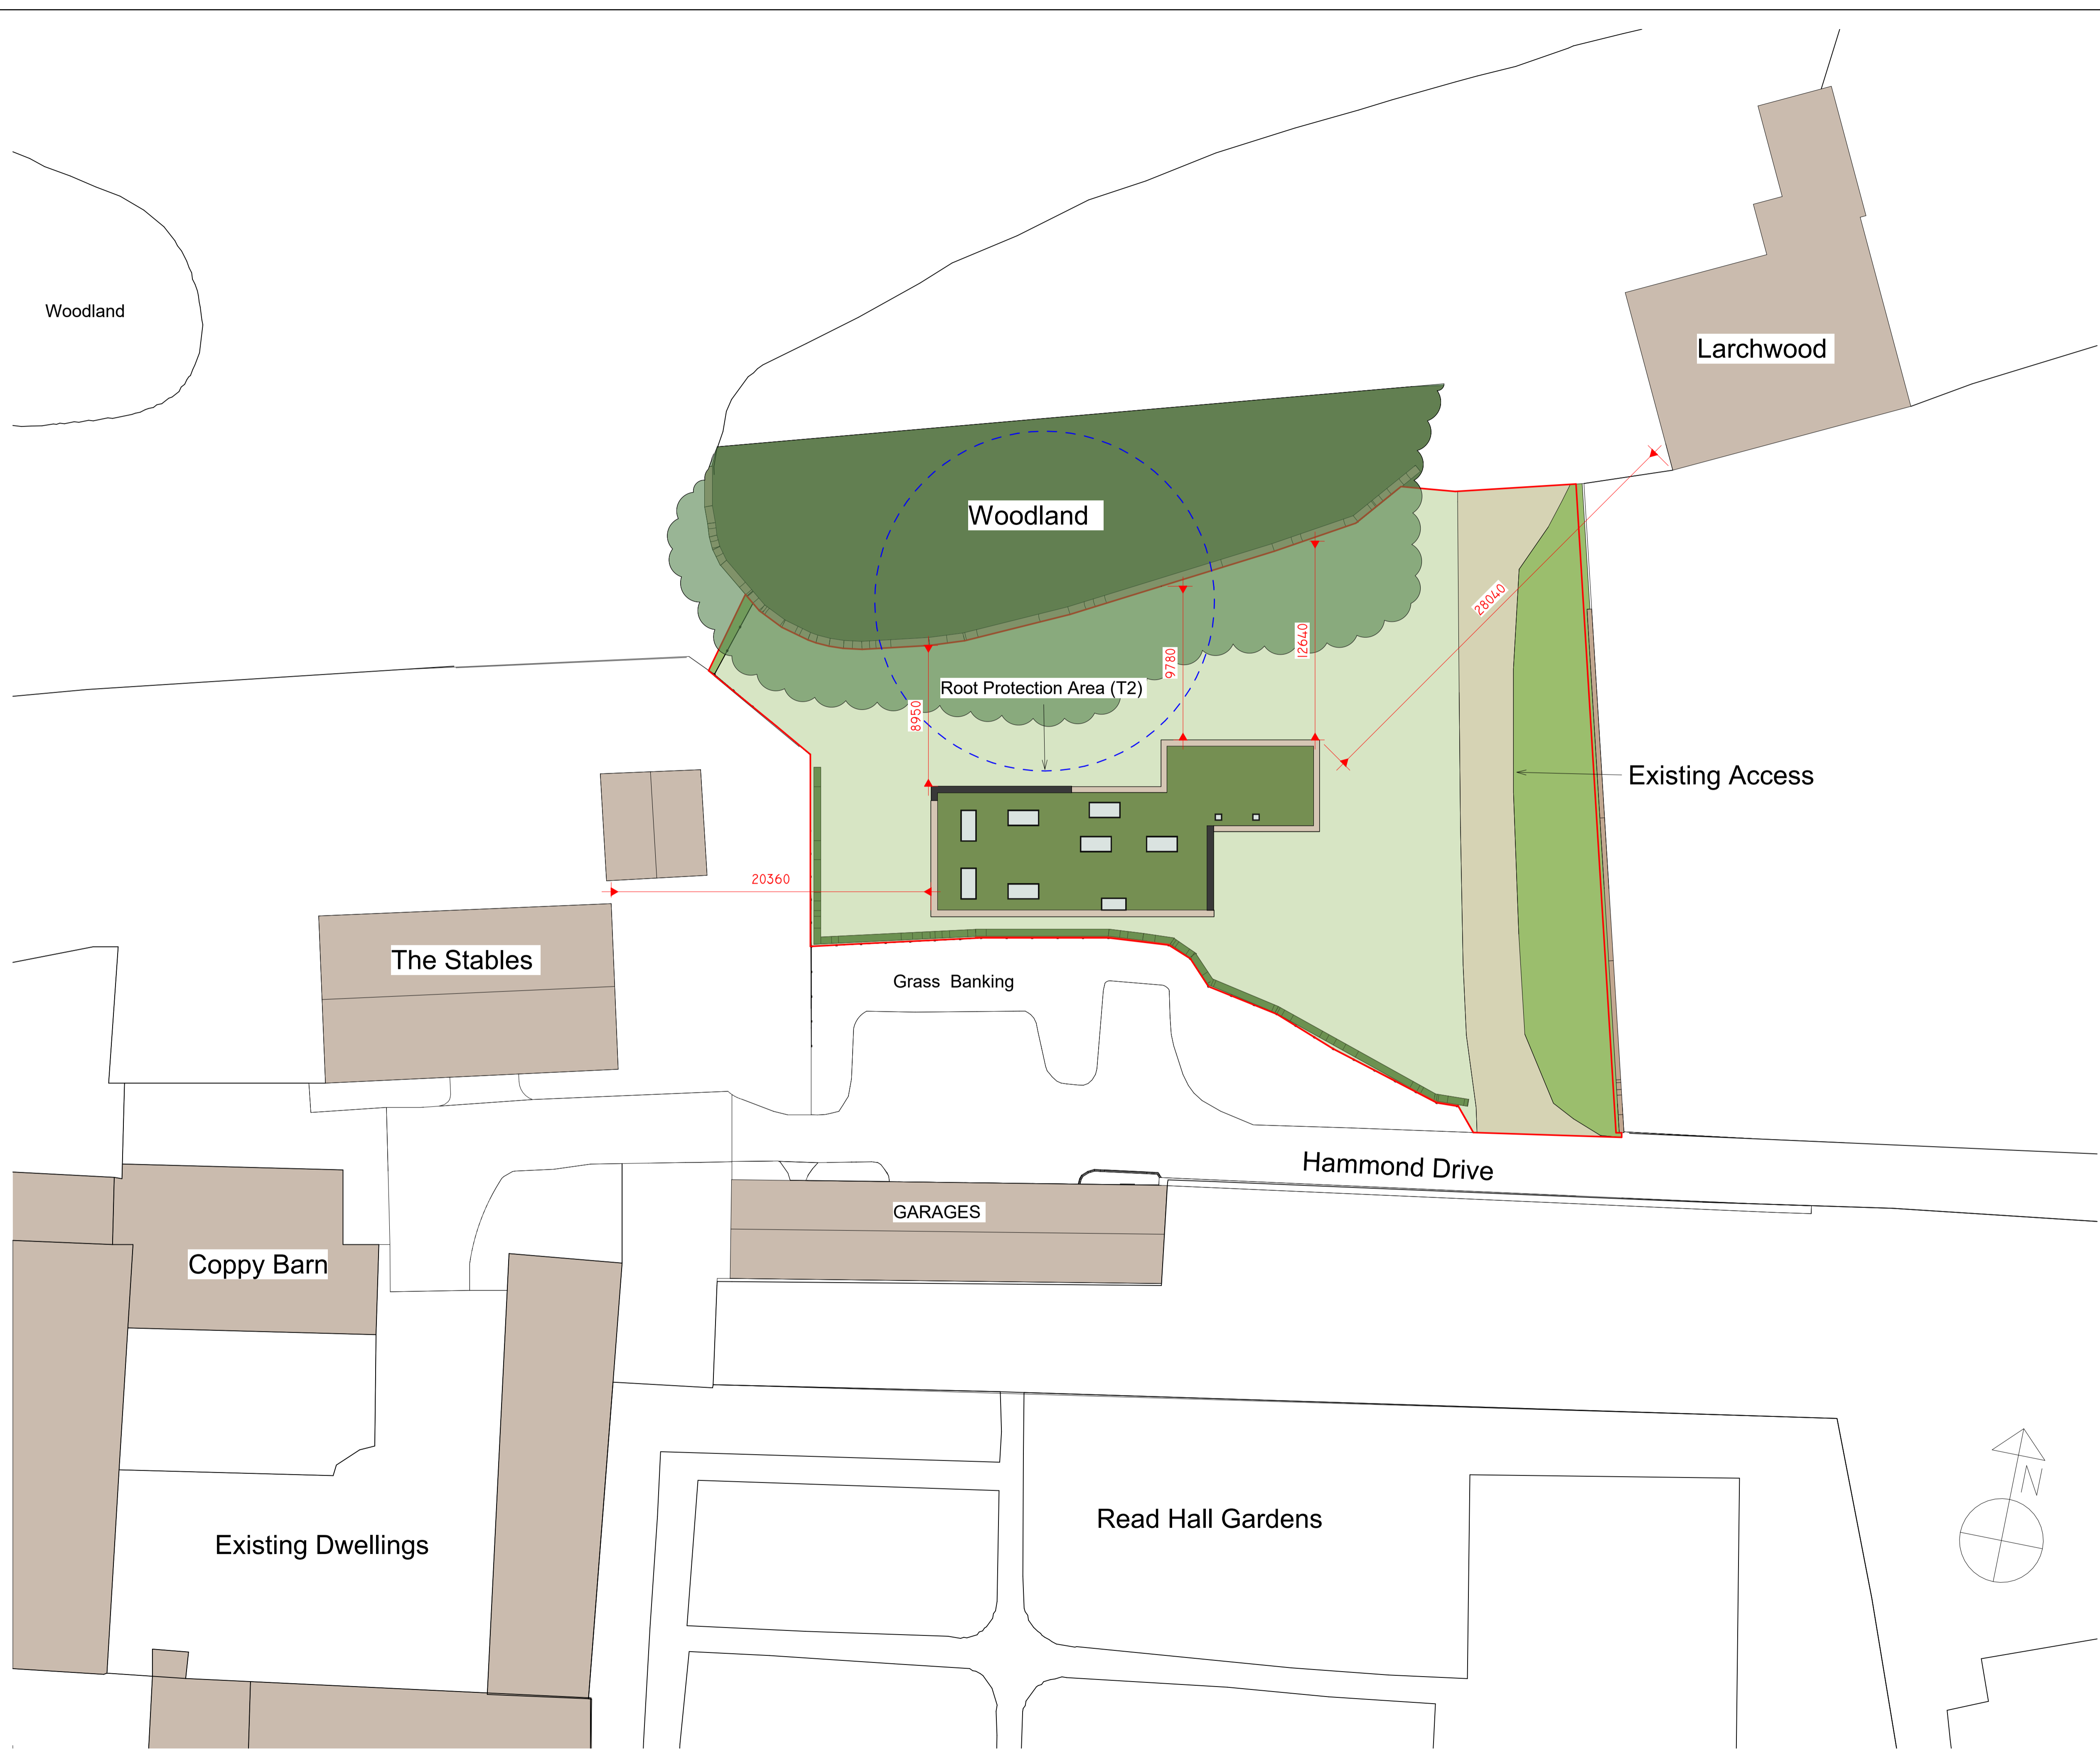 Woodland
Larchwood
Woodland
28040
12640
9780
Root Protection Area (T2)
8950
Existing Access
20360
The Stables
Grass Banking
Hammond Drive
GARAGES
Coppy Barn
N
Read Hall Gardens
Existing Dwellings